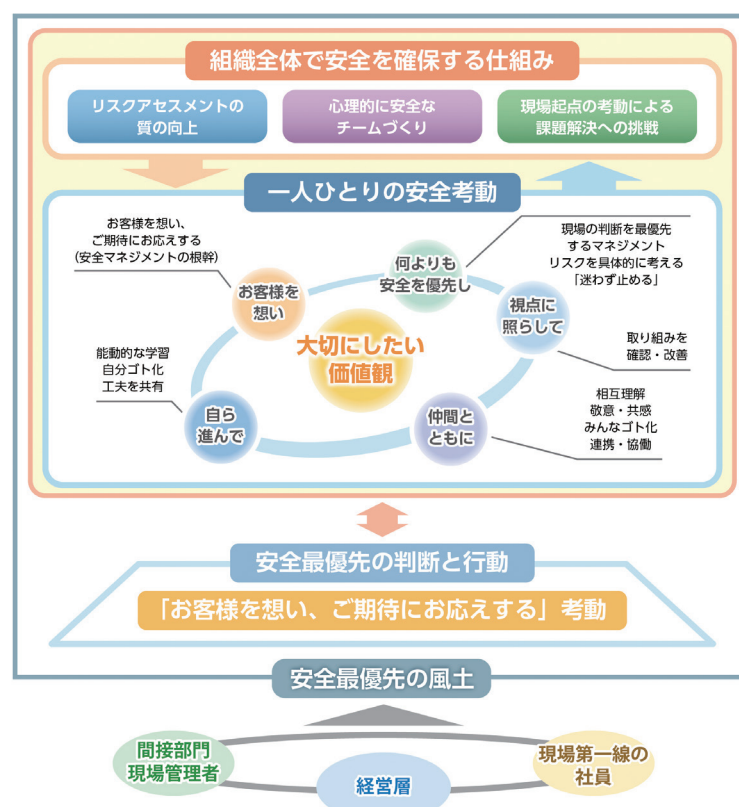 組織全体で安全を確保する仕組み
リスクアセスメントの
質の向上
心理的に安全な
チームづくり
現場起点の考動による
課題解決への挑戦
一人ひとりの安全考動
お客様を想い、
ご期待にお応えする
(安全マネジメントの根幹)
お客様を
想い
何よりも
安全を優先し
現場の判断を最優先
するマネジメント
リスクを具体的に考える
「迷わず止める」
視点に
照らして
取り組みを
確認・改善
大切にしたい
価値観
能動的な学習
自分ゴト化
工夫を共有
自ら
進んで
仲間と
ともに
相互理解
敬意・共感
みんなゴト化
連携・協働
安全最優先の判断と行動
「お客様を想い、ご期待にお応えする」考動
安全最優先の風土
間接部門
現場管理者
経営層
現場第一線の
社員